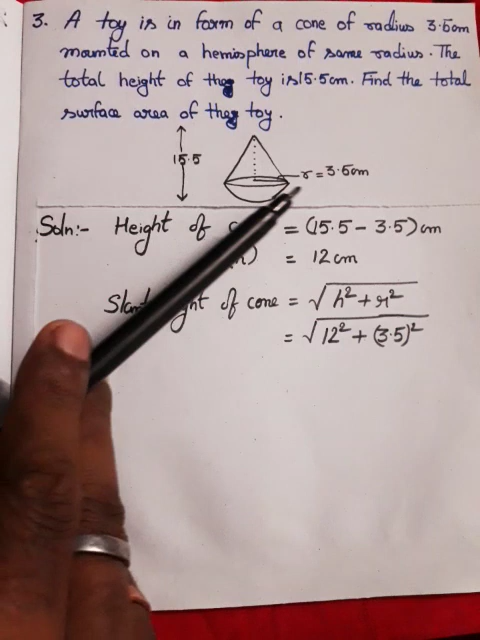 3. A toy is in form of a cone of radius 3.5cm
mounted on a hemisphere of same radius. The
total height of the toy is 15.5cm. Find the total
surface area of the toy.
15.5
r = 3.5cm
Soln:- Height of = (15.5 - 3.5) cm
(h) = 12 cm
Slant height of cone = √h² + r²
= √12² + (3.5)²